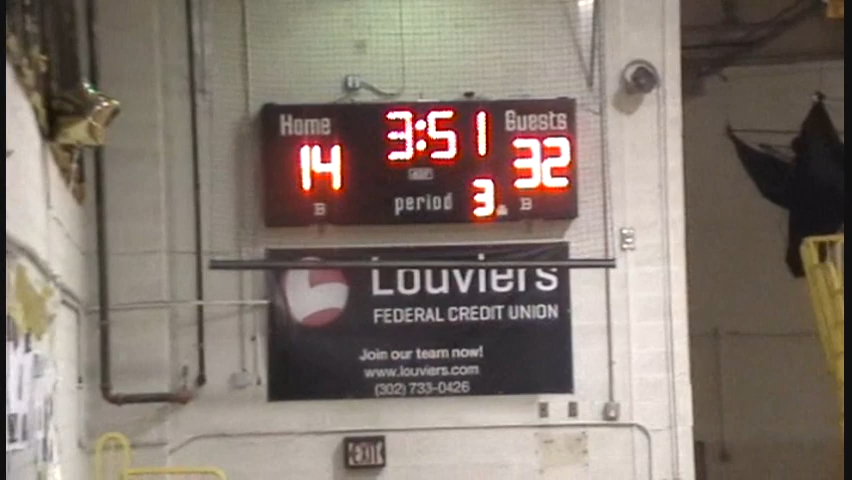 Home 3:51 Guests
14 32
B period 3 B
Louviers
FEDERAL CREDIT UNION
Join our team now!
www.louviers.com
(302) 733-0426
EXIT